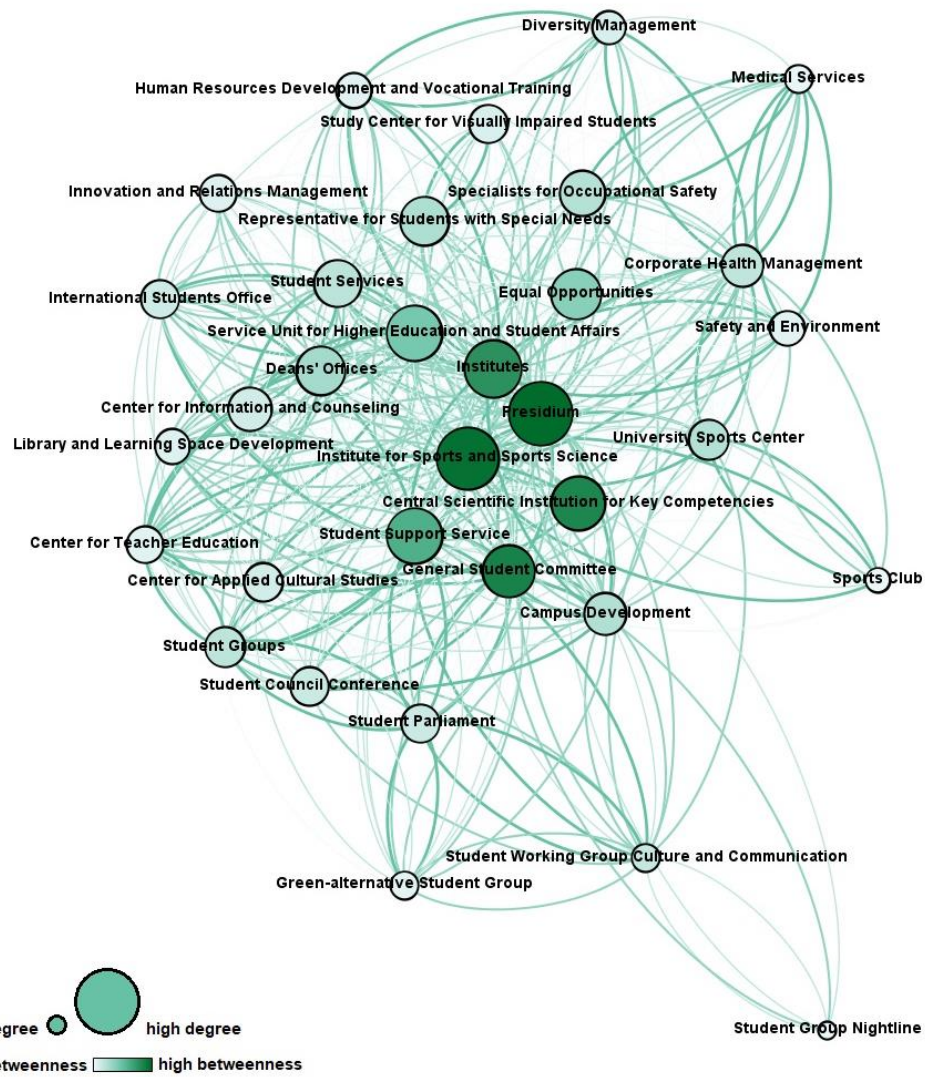 Diversity Management
Medical Services
Human Resources Development and Vocational Training
Study Center for Visually Impaired Students
Innovation and Relations Management
Specialists for Occupational Safety
Representative for Students with Special Needs
Corporate Health Management
Student Services
Equal Opportunities
International Students Office
Safety and Environment
Service Unit for Higher Education and Student Affairs
Institutes
Deans' Offices
Center for Information and Counseling
Presidium
University Sports Center
Library and Learning Space Development
Institute for Sports and Sports Science
Central Scientific Institution for Key Competencies
Student Support Service
Center for Teacher Education
General Student Committee
Center for Applied Cultural Studies
Sports Club
Campus Development
Student Groups
Student Council Conference
Student Parliament
Student Working Group Culture and Communication
Green-alternative Student Group
Student Group Nightline
egree high degree
etweenness high betweenness